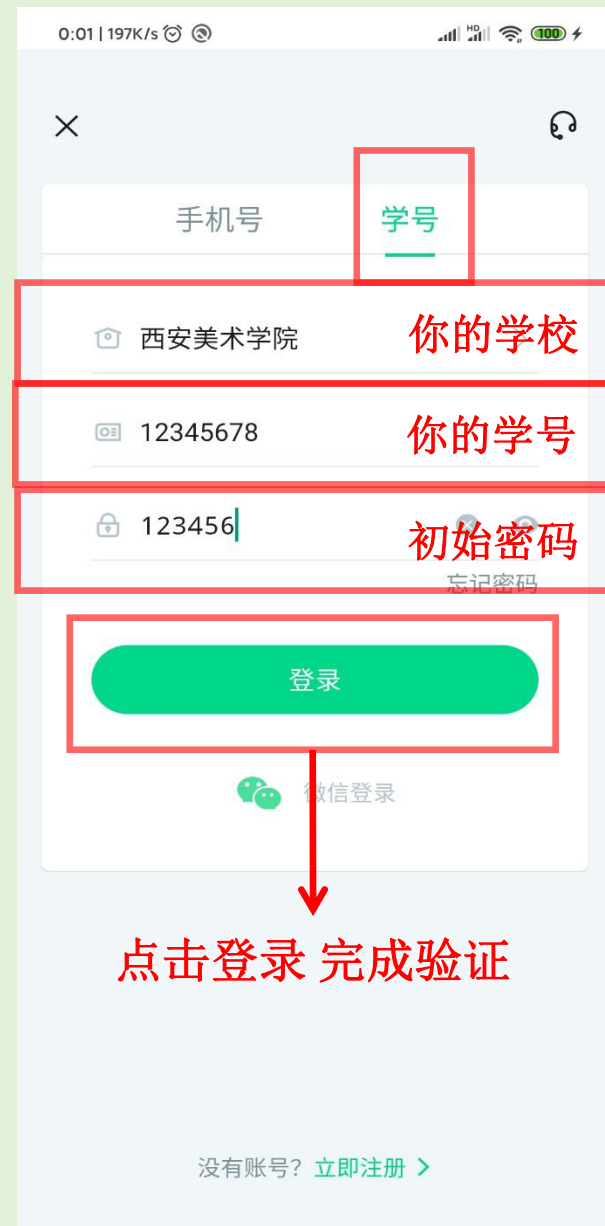 0:01 | 197K/s HD 100
手机号 学号
西安美术学院 你的学校
12345678 你的学号
123456 初始密码
忘记密码
登录
微信登录
点击登录 完成验证
没有账号？立即注册 >